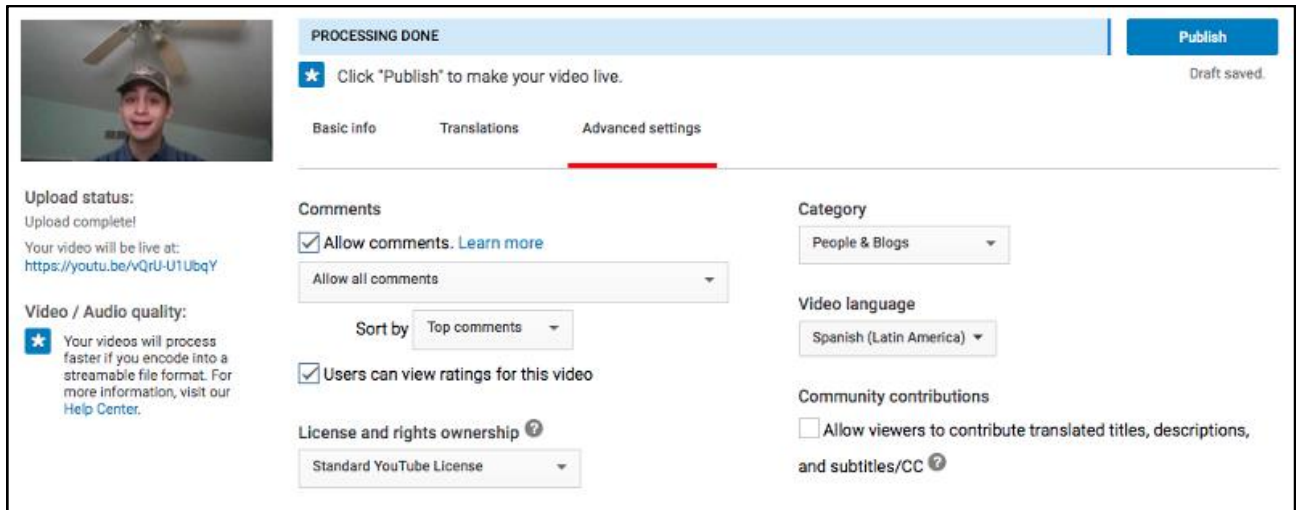 PROCESSING DONE
Publish
Click "Publish" to make your video live.
Draft saved.
Basic info
Translations
Advanced settings
Upload status:
Upload complete!
Your video will be live at:
https://youtu.be/vQrU-U1UbqY
Video / Audio quality:
Your videos will process
faster if you encode into a
streamable file format. For
more information, visit our
Help Center.
Comments
Allow comments. Learn more
Allow all comments
Sort by Top comments
Users can view ratings for this video
License and rights ownership ?
Standard YouTube License
Category
People & Blogs
Video language
Spanish (Latin America)
Community contributions
Allow viewers to contribute translated titles, descriptions,
and subtitles/CC ?